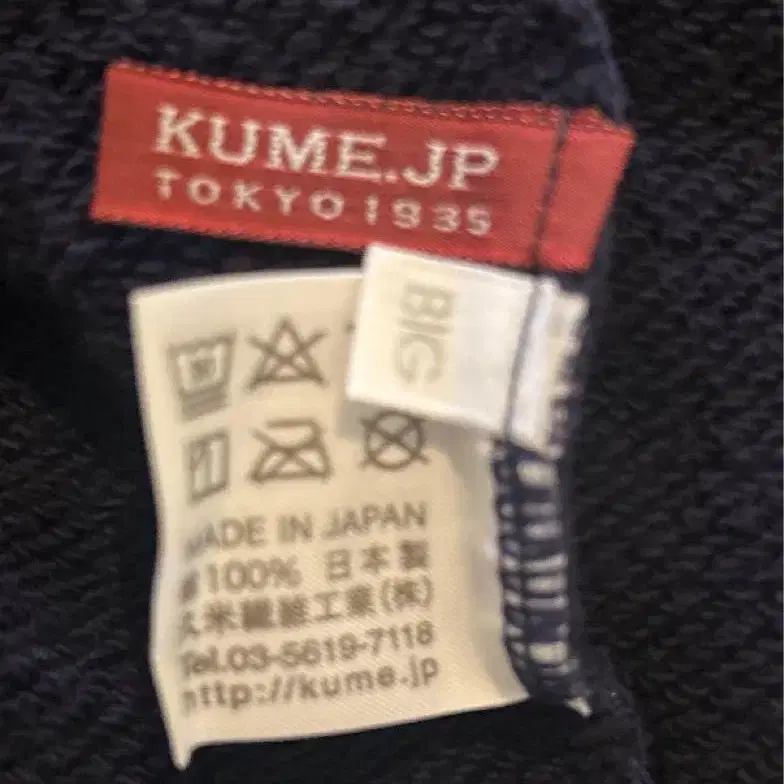 KUME.JP
TOKYO 1935
BIG
MADE IN JAPAN
100% 日本製
久米繊維工業(株)
Tel.03-5619-7118
http://kume.jp